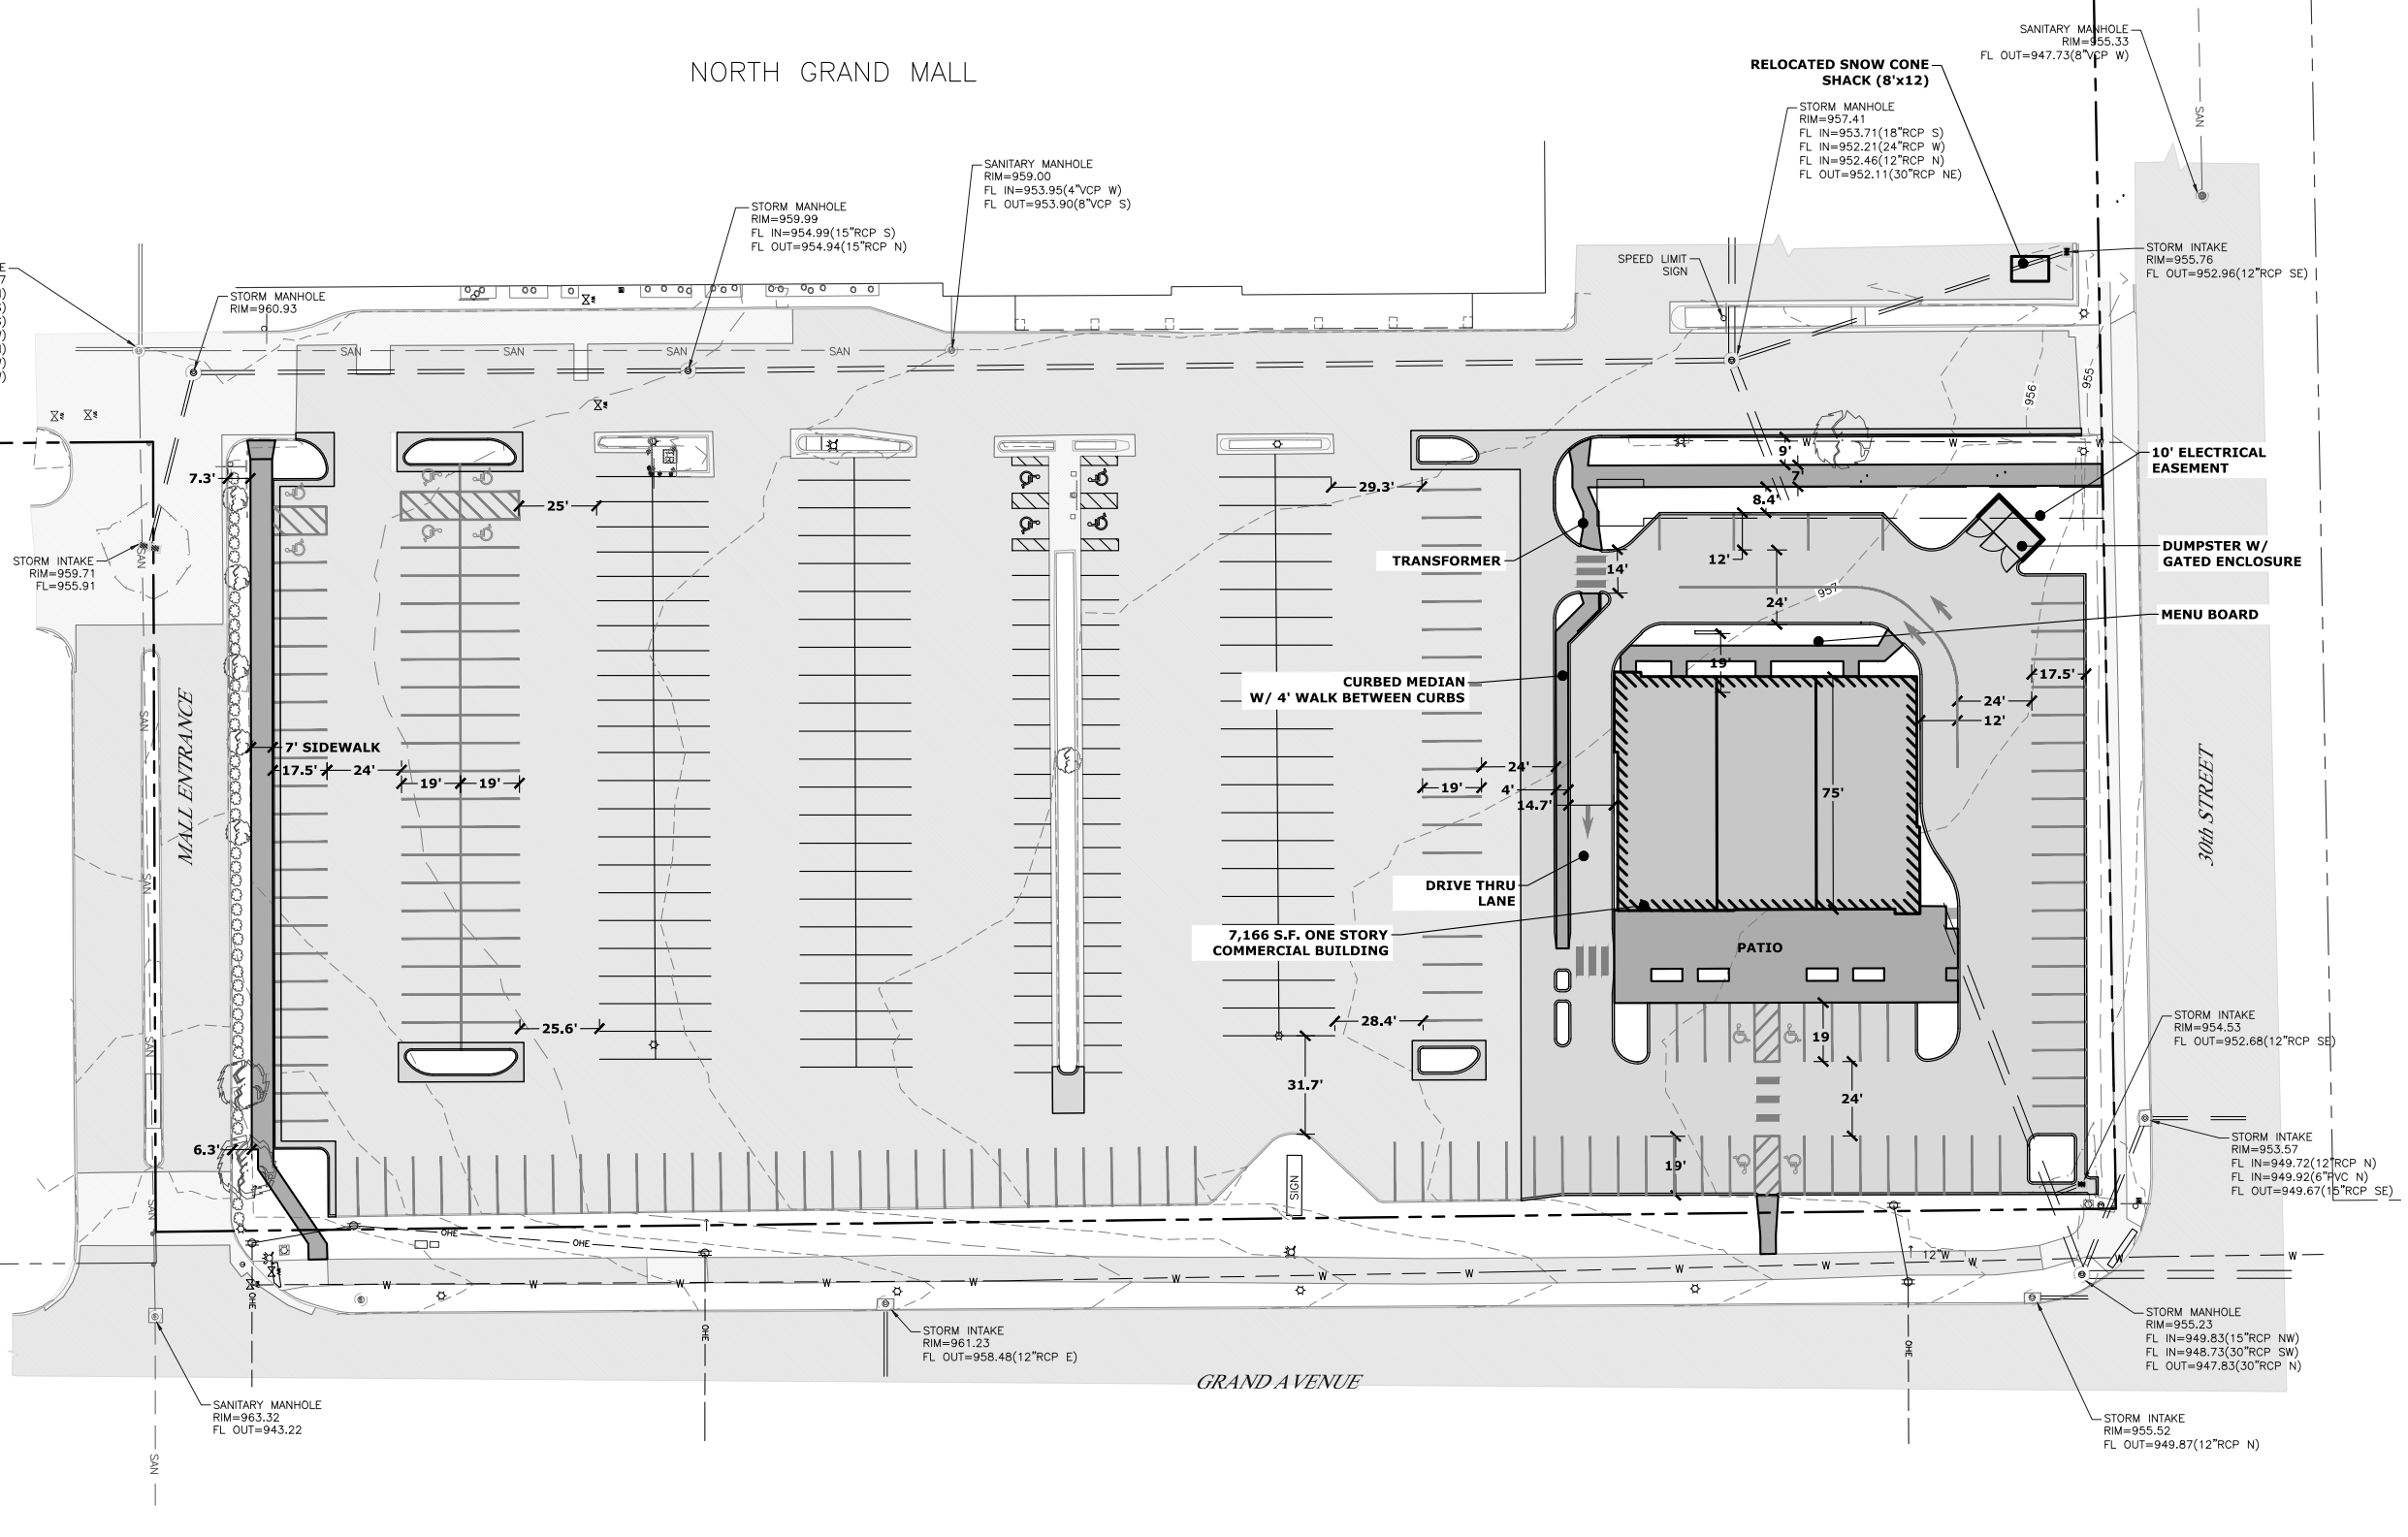 NORTH GRAND MALL
SANITARY MANHOLE
RIM=955.33
FL OUT=947.73(8"VCP W)
RELOCATED SNOW CONE
SHACK (8'x12)
STORM MANHOLE
RIM=957.41
FL IN=953.71(18"RCP S)
FL IN=952.21(24"RCP W)
FL IN=952.46(12"RCP N)
FL OUT=952.11(30"RCP NE)
SAN
SANITARY MANHOLE
RIM=959.00
FL IN=953.95(4"VCP W)
FL OUT=953.90(8"VCP S)
STORM MANHOLE
RIM=959.99
FL IN=954.99(15"RCP S)
FL OUT=954.94(15"RCP N)
SPEED LIMIT
SIGN
STORM INTAKE
RIM=955.76
FL OUT=952.96(12"RCP SE)
STORM MANHOLE
RIM=960.93
SAN
SAN
SAN
SAN
956
955
W
W
W
9'
7'
8.4'
10' ELECTRICAL
EASEMENT
7.3'
25'
29.3'
STORM INTAKE
RIM=959.71
FL=955.91
SAN
TRANSFORMER
14'
12'
24'
957
DUMPSTER W/
GATED ENCLOSURE
MENU BOARD
19'
CURBED MEDIAN
W/ 4' WALK BETWEEN CURBS
17.5'
24'
12'
SAN
MALL ENTRANCE
7' SIDEWALK
17.5'
24'
19'
19'
24'
19'
4'
14.7'
75'
30th STREET
SAN
DRIVE THRU
LANE
7,166 S.F. ONE STORY
COMMERCIAL BUILDING
PATIO
25.6'
28.4'
19
STORM INTAKE
RIM=954.53
FL OUT=952.68(12"RCP SE)
SAN
31.7'
24'
6.3'
19'
SIGN
STORM INTAKE
RIM=953.57
FL IN=949.72(12"RCP N)
FL IN=949.92(6"PVC N)
FL OUT=949.67(15"RCP SE)
SAN
OHE
OHE
12"W
W
W
W
W
W
W
W
W
W
W
W
W
W
W
OHE
OHE
OHE
STORM INTAKE
RIM=961.23
FL OUT=958.48(12"RCP E)
STORM MANHOLE
RIM=955.23
FL IN=949.83(15"RCP NW)
FL IN=948.73(30"RCP SW)
FL OUT=947.83(30"RCP N)
GRAND AVENUE
SANITARY MANHOLE
RIM=963.32
FL OUT=943.22
STORM INTAKE
RIM=955.52
FL OUT=949.87(12"RCP N)
SAN